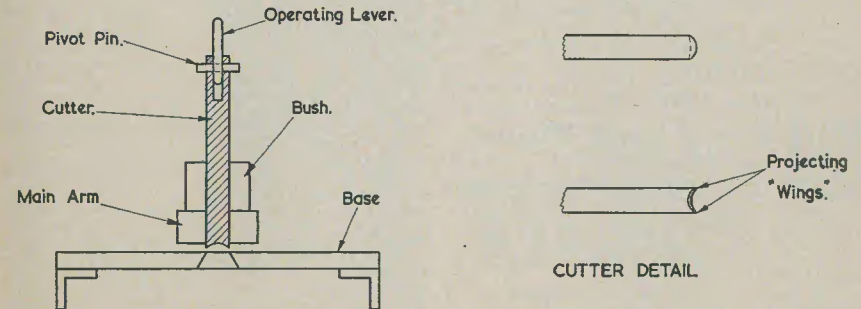 Operating Lever.
Pivot Pin.
Cutter.
Bush.
Main Arm
Base
Projecting
"Wings."
CUTTER DETAIL